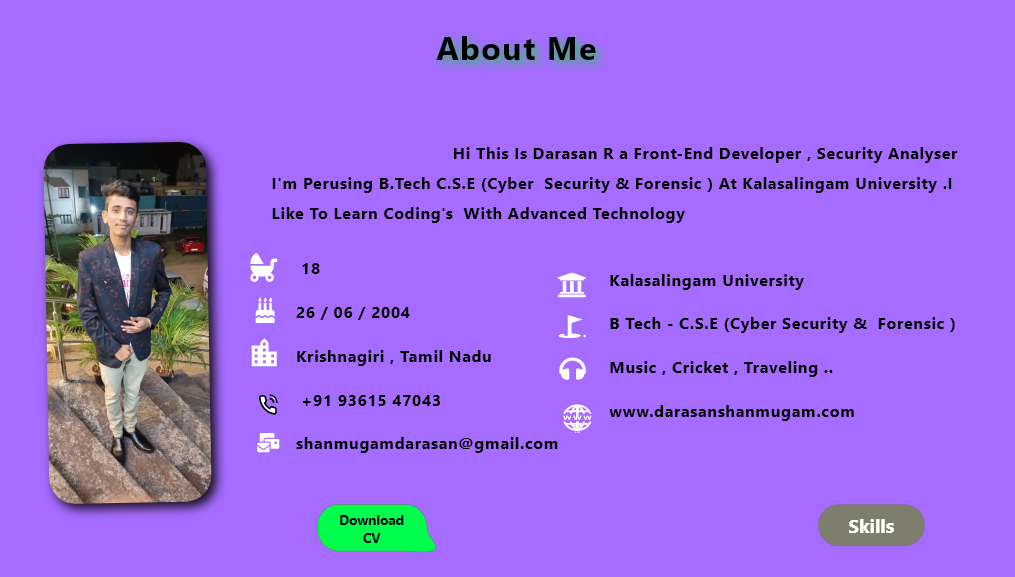 About Me
Hi This Is Darasan R a Front-End Developer , Security Analyser
I'm Perusing B.Tech C.S.E (Cyber  Security & Forensic ) At Kalasalingam University .I
Like To Learn Coding's  With Advanced Technology
18
26 / 06 / 2004
Krishnagiri , Tamil Nadu
+91 93615 47043
shanmugamdarasan@gmail.com
Kalasalingam University
B Tech - C.S.E (Cyber Security &  Forensic )
Music , Cricket , Traveling ..
www.darasanshanmugam.com
Download
CV
Skills